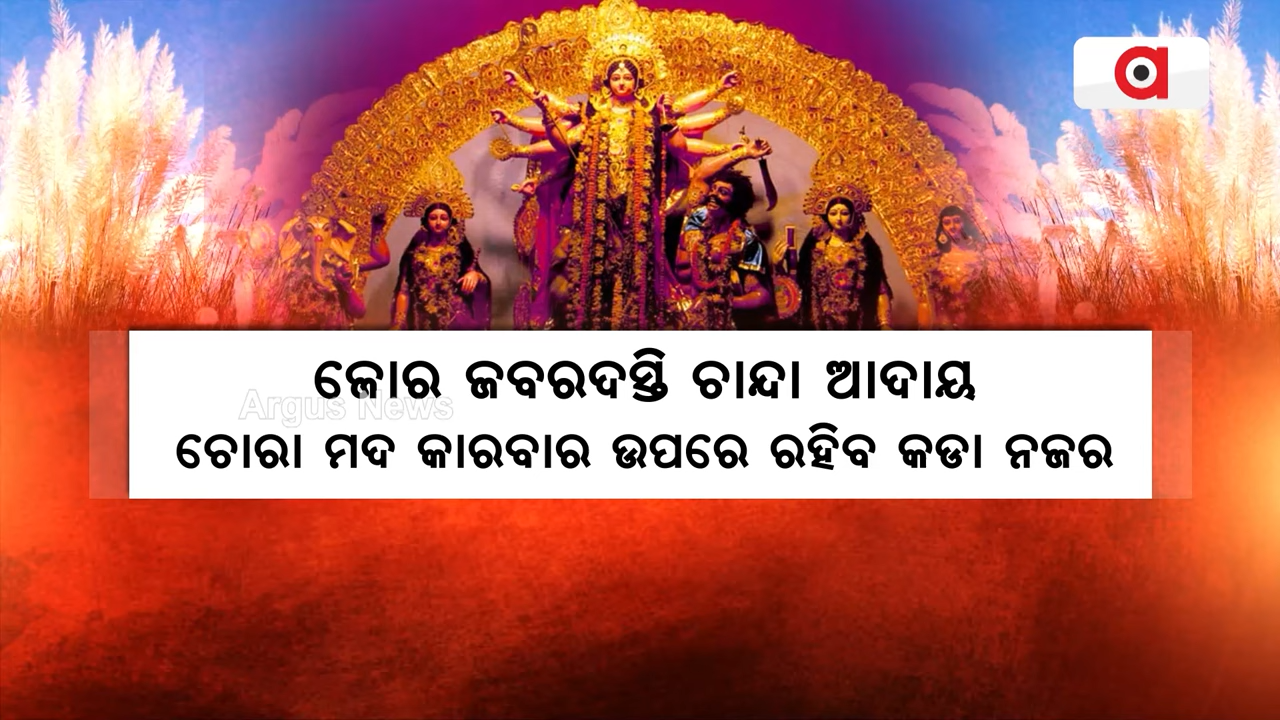 ଜୋର ଜବରଦସ୍ତି ଚାନ୍ଦା ଆଦାୟ
Argus News
ଚୋରା ମଦ କାରବାର ଉପରେ ରହିବ କଡା ନଜର